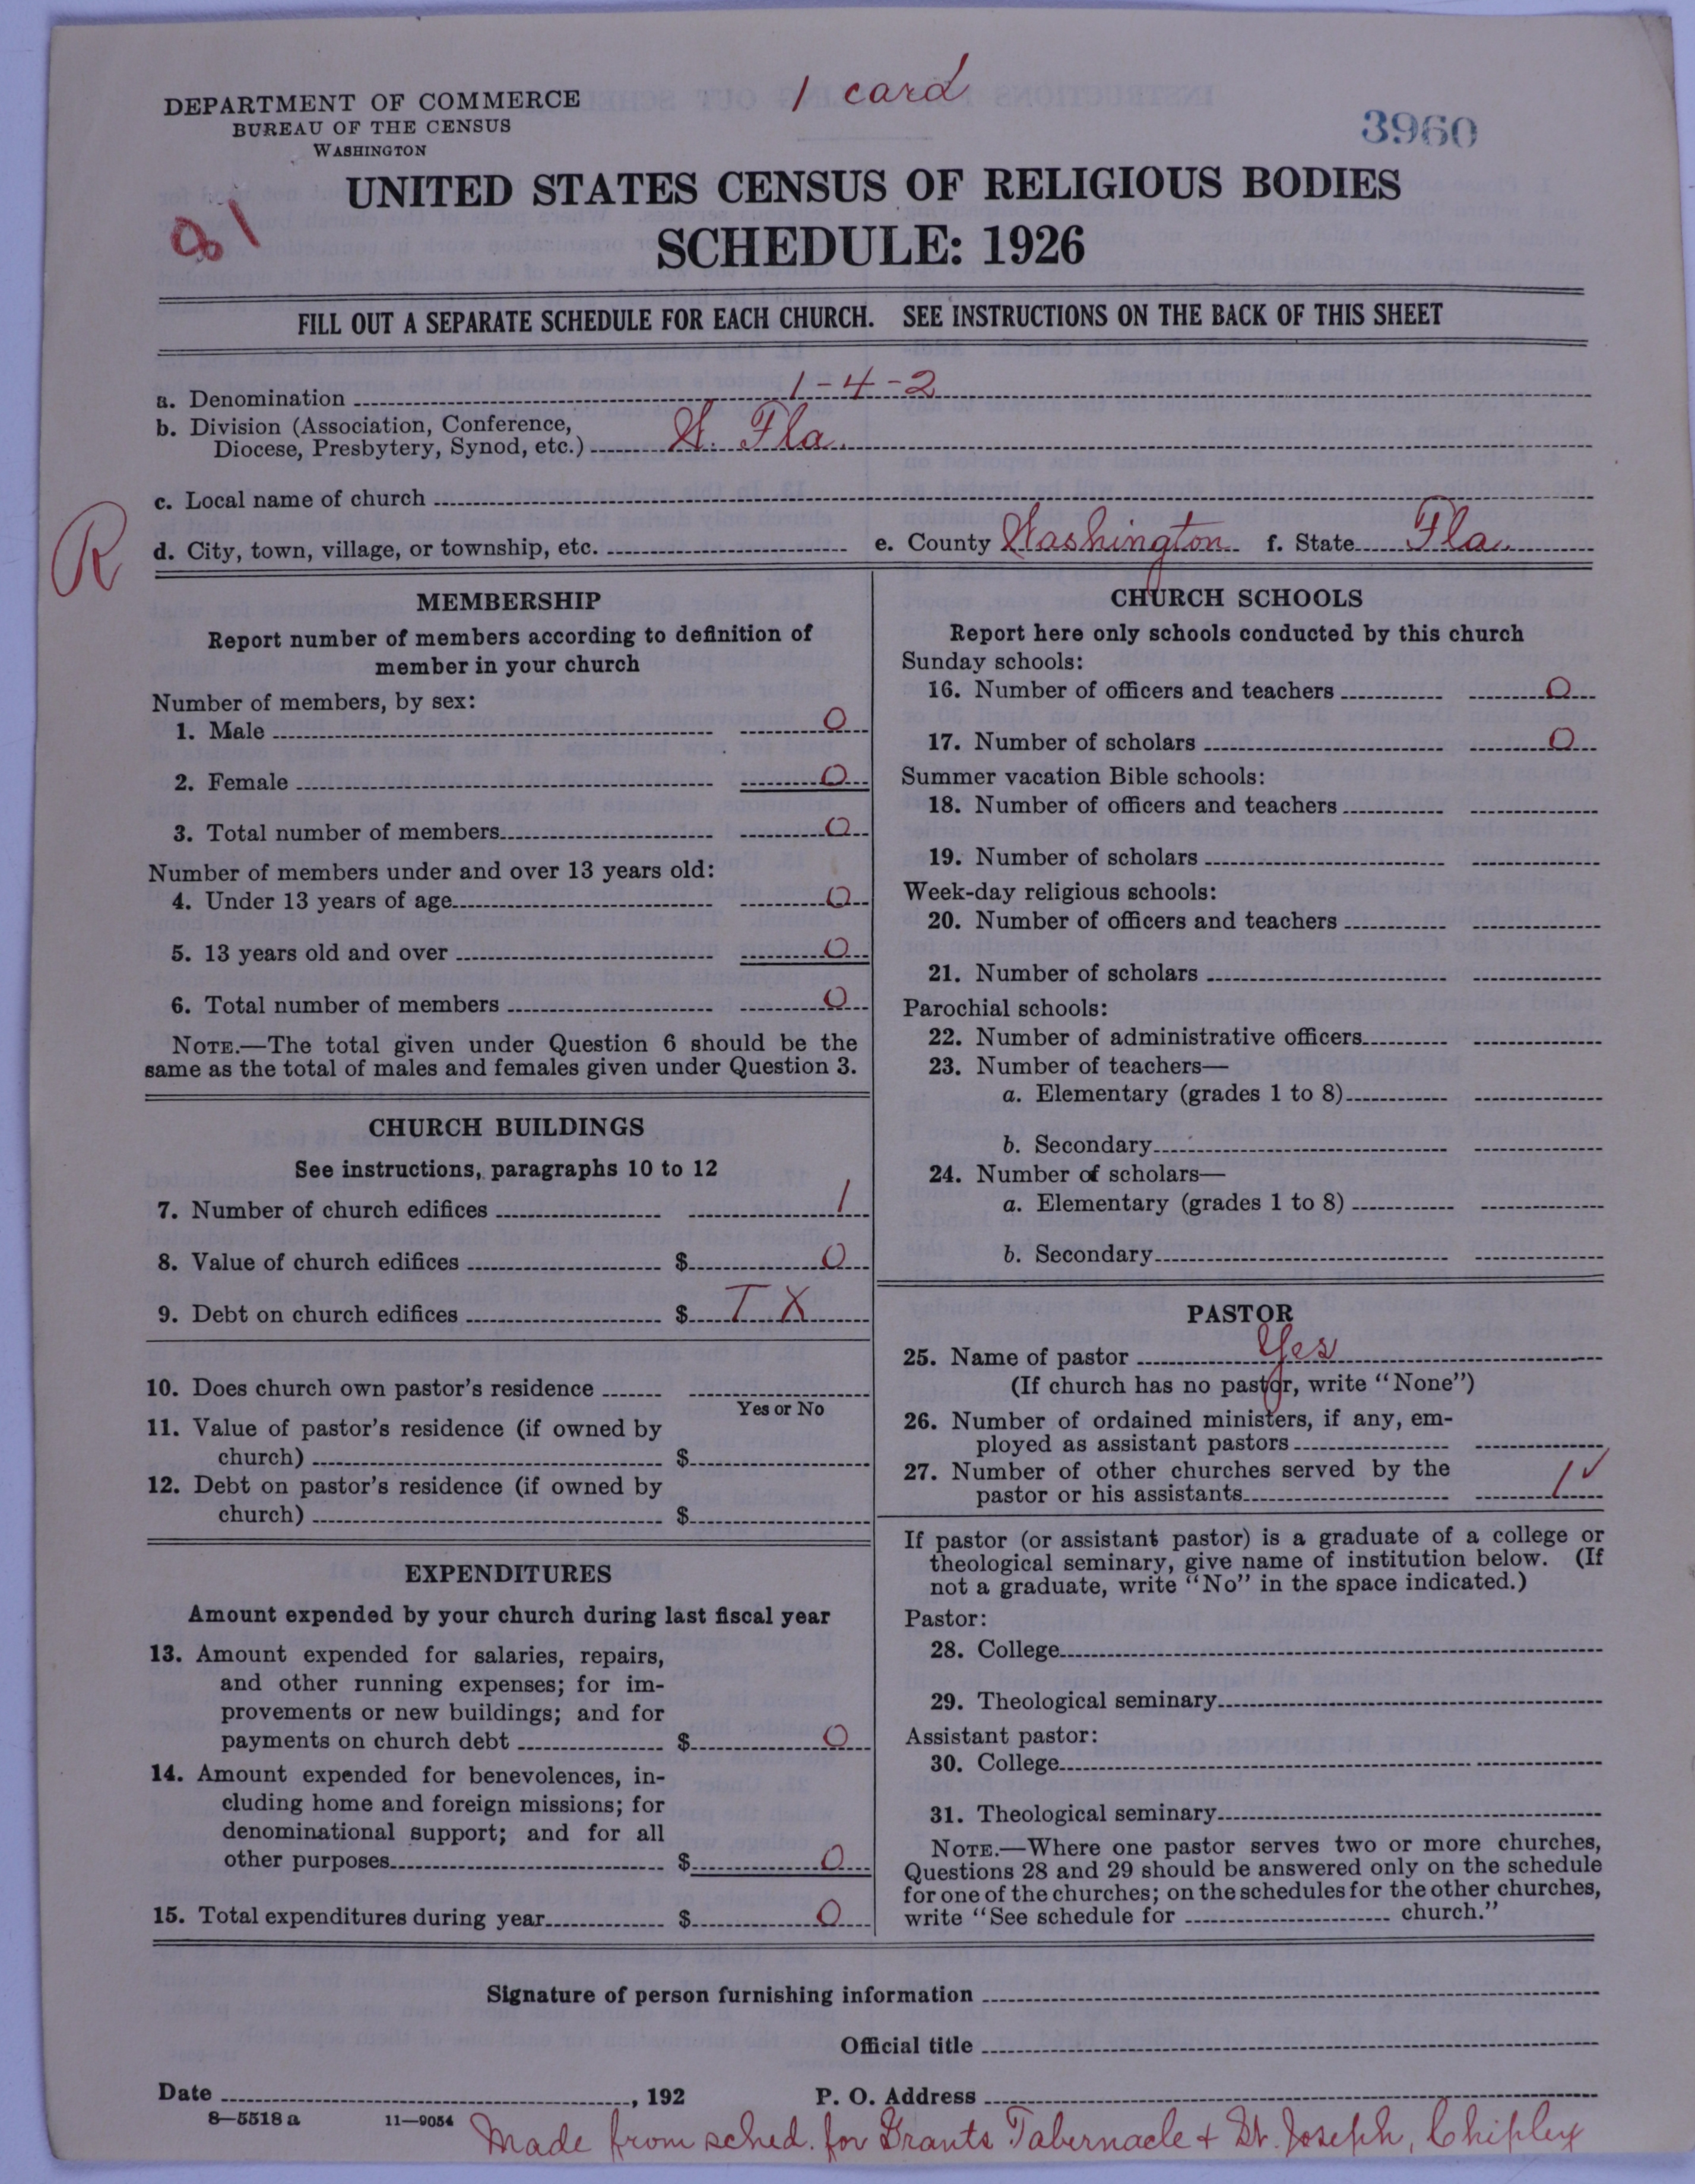 1 card
DEPARTMENT OF COMMERCE
BUREAU OF THE CENSUS
WASHINGTON
3960
UNITED STATES CENSUS OF RELIGIOUS BODIES
SCHEDULE: 1926
FILL OUT A SEPARATE SCHEDULE FOR EACH CHURCH. SEE INSTRUCTIONS ON THE BACK OF THIS SHEET
a. Denomination 1-4-2
b. Division (Association, Conference,
Diocese, Presbytery, Synod, etc.) W. Fla.
c. Local name of church
R
d. City, town, village, or township, etc. e. County Washington f. State Fla.
MEMBERSHIP
Report number of members according to definition of
member in your church
Number of members, by sex:
1. Male 0
2. Female 0
3. Total number of members 0
Number of members under and over 13 years old:
4. Under 13 years of age 0
5. 13 years old and over 0
6. Total number of members 0
NOTE.—The total given under Question 6 should be the
same as the total of males and females given under Question 3.
CHURCH BUILDINGS
See instructions, paragraphs 10 to 12
7. Number of church edifices 1
8. Value of church edifices $ 0
9. Debt on church edifices $ T X
10. Does church own pastor's residence
Yes or No
11. Value of pastor's residence (if owned by
church) $
12. Debt on pastor's residence (if owned by
church) $
EXPENDITURES
Amount expended by your church during last fiscal year
13. Amount expended for salaries, repairs,
and other running expenses; for im-
provements or new buildings; and for
payments on church debt $ 0
14. Amount expended for benevolences, in-
cluding home and foreign missions; for
denominational support; and for all
other purposes $ 0
15. Total expenditures during year $ 0
CHURCH SCHOOLS
Report here only schools conducted by this church
Sunday schools:
16. Number of officers and teachers 0
17. Number of scholars 0
Summer vacation Bible schools:
18. Number of officers and teachers
19. Number of scholars
Week-day religious schools:
20. Number of officers and teachers
21. Number of scholars
Parochial schools:
22. Number of administrative officers
23. Number of teachers—
a. Elementary (grades 1 to 8)
b. Secondary
24. Number of scholars—
a. Elementary (grades 1 to 8)
b. Secondary
PASTOR
25. Name of pastor Yes
(If church has no pastor, write "None")
26. Number of ordained ministers, if any, em-
ployed as assistant pastors
27. Number of other churches served by the
pastor or his assistants 1 ✓
If pastor (or assistant pastor) is a graduate of a college or
theological seminary, give name of institution below. (If
not a graduate, write "No" in the space indicated.)
Pastor:
28. College
29. Theological seminary
Assistant pastor:
30. College
31. Theological seminary
NOTE.—Where one pastor serves two or more churches,
Questions 28 and 29 should be answered only on the schedule
for one of the churches; on the schedules for the other churches,
write "See schedule for church."
Signature of person furnishing information
Official title
Date , 192 P. O. Address
8—5518 a 11—9054
Made from sched. for Grants Tabernacle + St. Joseph, Chipley